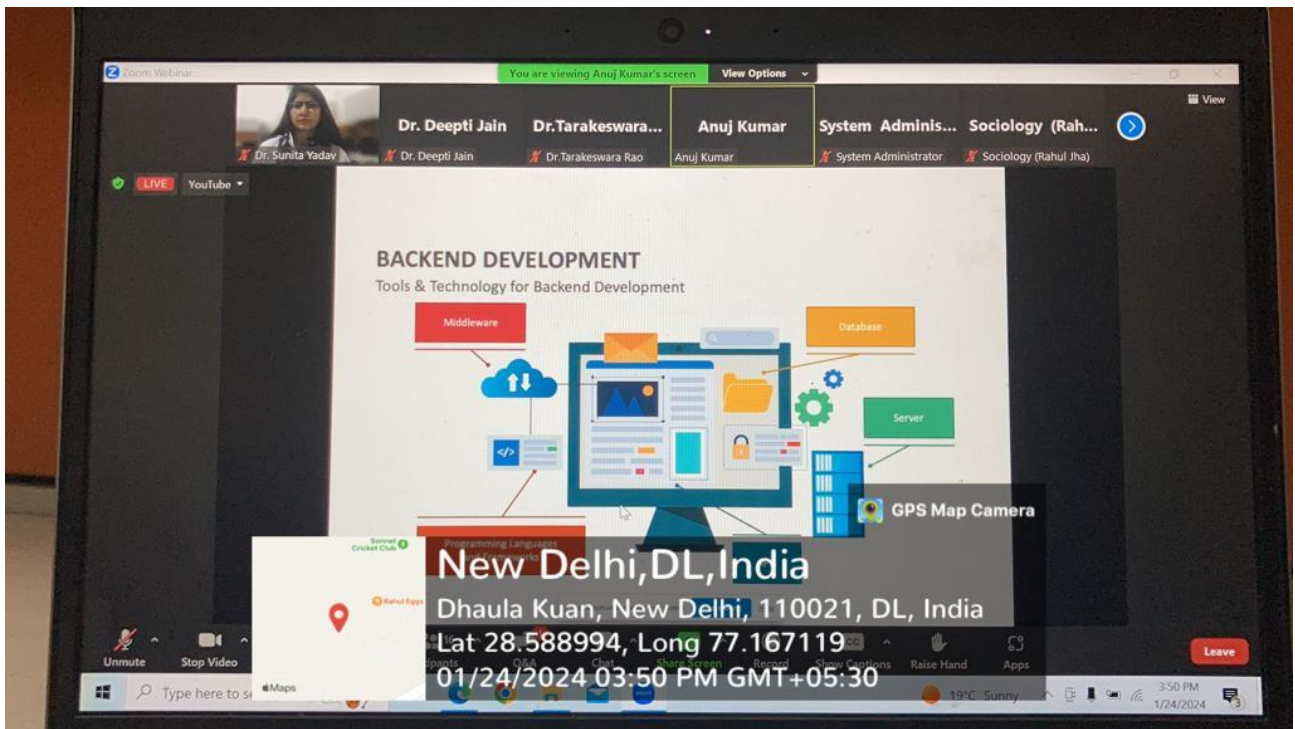 Zoom Webinar
You are viewing Anuj Kumar's screen
View Options
View
Dr. Deepti Jain
Dr.Tarakeswara...
Anuj Kumar
System Adminis...
Sociology (Rah...
Dr. Sunita Yadav
Dr. Deepti Jain
Dr.Tarakeswara Rao
Anuj Kumar
System Administrator
Sociology (Rahul Jha)
LIVE
YouTube
BACKEND DEVELOPMENT
Tools & Technology for Backend Development
Middleware
Database
</>
Server
GPS Map Camera
Programming Languages
Sonnet
Cricket Club
Rahul Eggs
Maps
New Delhi,DL,India
Dhaula Kuan, New Delhi, 110021, DL, India
Lat 28.588994, Long 77.167119
01/24/2024 03:50 PM GMT+05:30
Unmute
Stop Video
Q&A
Chat
Share Screen
Record
Show Captions
Raise Hand
Apps
Leave
Type here to se
19°C Sunny
3:50 PM
1/24/2024
3